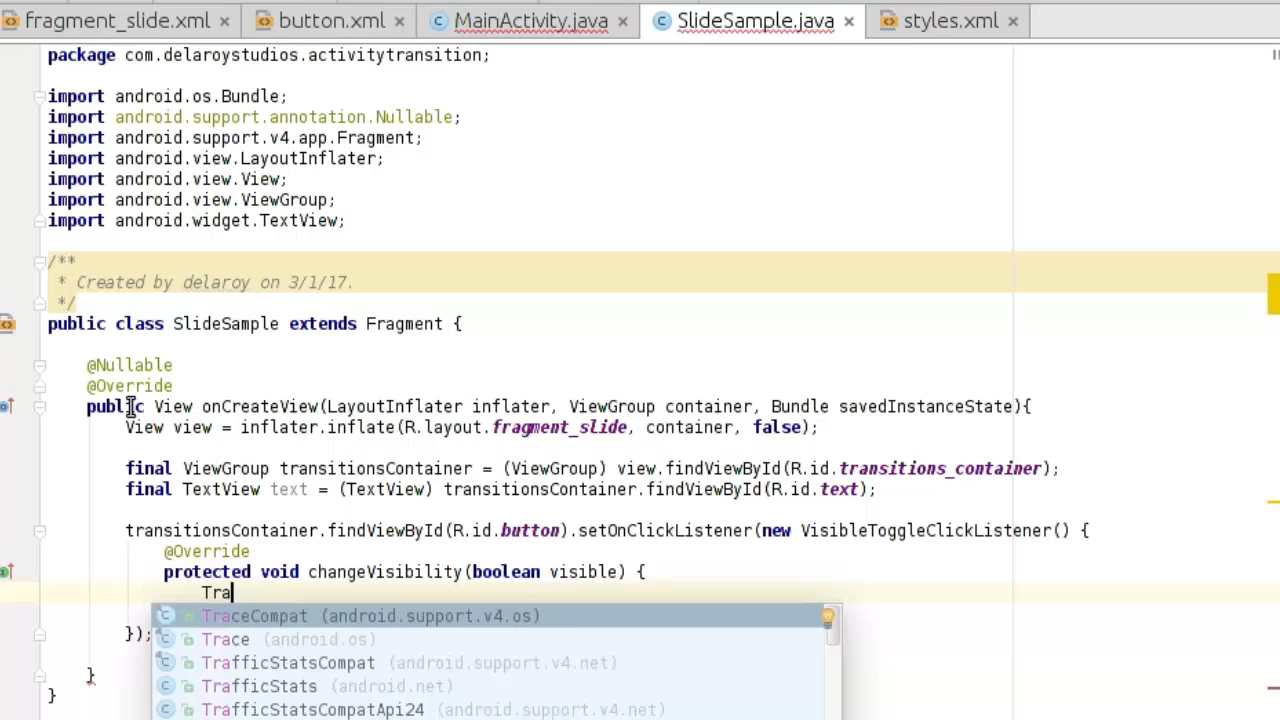 fragment_slide.xml button.xml MainActivity.java SlideSample.java styles.xml
package com.delaroystudios.activitytransition;
import android.os.Bundle;
import android.support.annotation.Nullable;
import android.support.v4.app.Fragment;
import android.view.LayoutInflater;
import android.view.View;
import android.view.ViewGroup;
import android.widget.TextView;
/**
* Created by delaroy on 3/1/17.
*/
public class SlideSample extends Fragment {
@Nullable
@Override
public View onCreateView(LayoutInflater inflater, ViewGroup container, Bundle savedInstanceState){
View view = inflater.inflate(R.layout.fragment_slide, container, false);
final ViewGroup transitionsContainer = (ViewGroup) view.findViewById(R.id.transitions_container);
final TextView text = (TextView) transitionsContainer.findViewById(R.id.text);
transitionsContainer.findViewById(R.id.button).setOnClickListener(new VisibleToggleClickListener() {
@Override
protected void changeVisibility(boolean visible) {
Tra
TraceCompat (android.support.v4.os)
});
Trace (android.os)
TrafficStatsCompat (android.support.v4.net)
}
TrafficStats (android.net)
}
TrafficStatsCompatApi24 (android.support.v4.net)